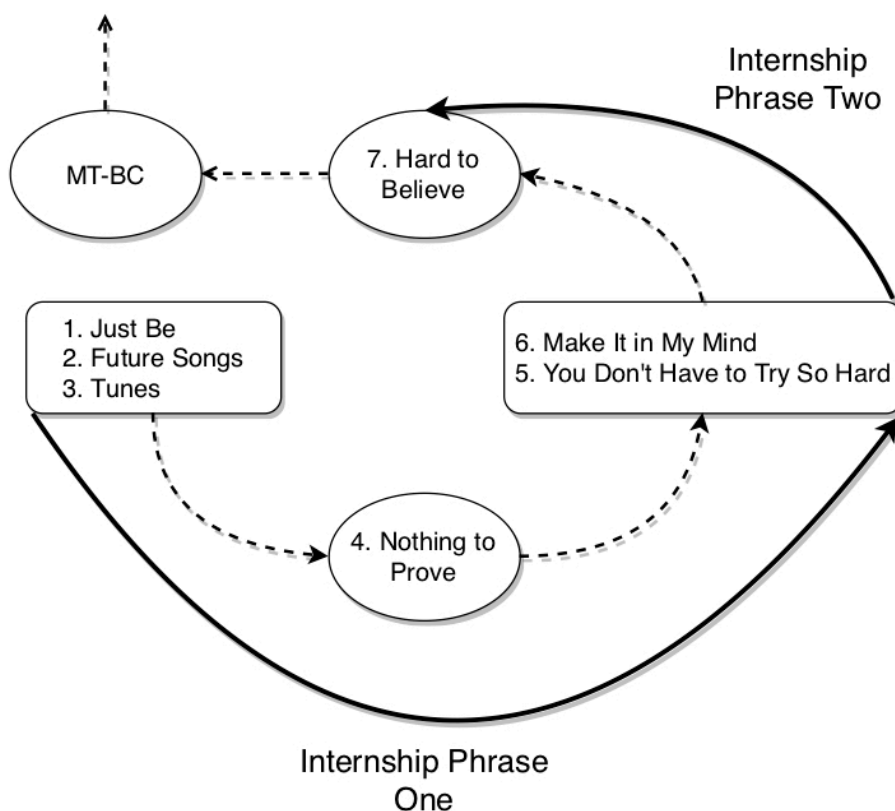 Internship
Phrase Two
7. Hard to
Believe
MT-BC
1. Just Be
2. Future Songs
3. Tunes
6. Make It in My Mind
5. You Don't Have to Try So Hard
4. Nothing to
Prove
Internship Phrase
One